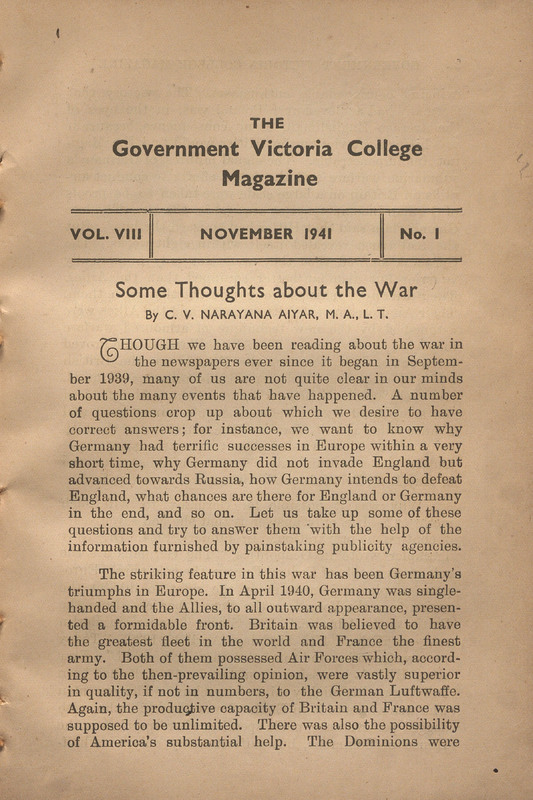 THE
Government Victoria College
Magazine
VOL. VIII NOVEMBER 1941 No. 1
Some Thoughts about the War
By C. V. NARAYANA AIYAR, M. A., L. T.
THOUGH we have been reading about the war in
the newspapers ever since it began in Septem-
ber 1939, many of us are not quite clear in our minds
about the many events that have happened. A number
of questions crop up about which we desire to have
correct answers; for instance, we want to know why
Germany had terrific successes in Europe within a very
short time, why Germany did not invade England but
advanced towards Russia, how Germany intends to defeat
England, what chances are there for England or Germany
in the end, and so on. Let us take up some of these
questions and try to answer them with the help of the
information furnished by painstaking publicity agencies.
The striking feature in this war has been Germany's
triumphs in Europe. In April 1940, Germany was single-
handed and the Allies, to all outward appearance, presen-
ted a formidable front. Britain was believed to have
the greatest fleet in the world and France the finest
army. Both of them possessed Air Forces which, accord-
ing to the then-prevailing opinion, were vastly superior
in quality, if not in numbers, to the German Luftwaffe.
Again, the productive capacity of Britain and France was
supposed to be unlimited. There was also the possibility
of America's substantial help. The Dominions were